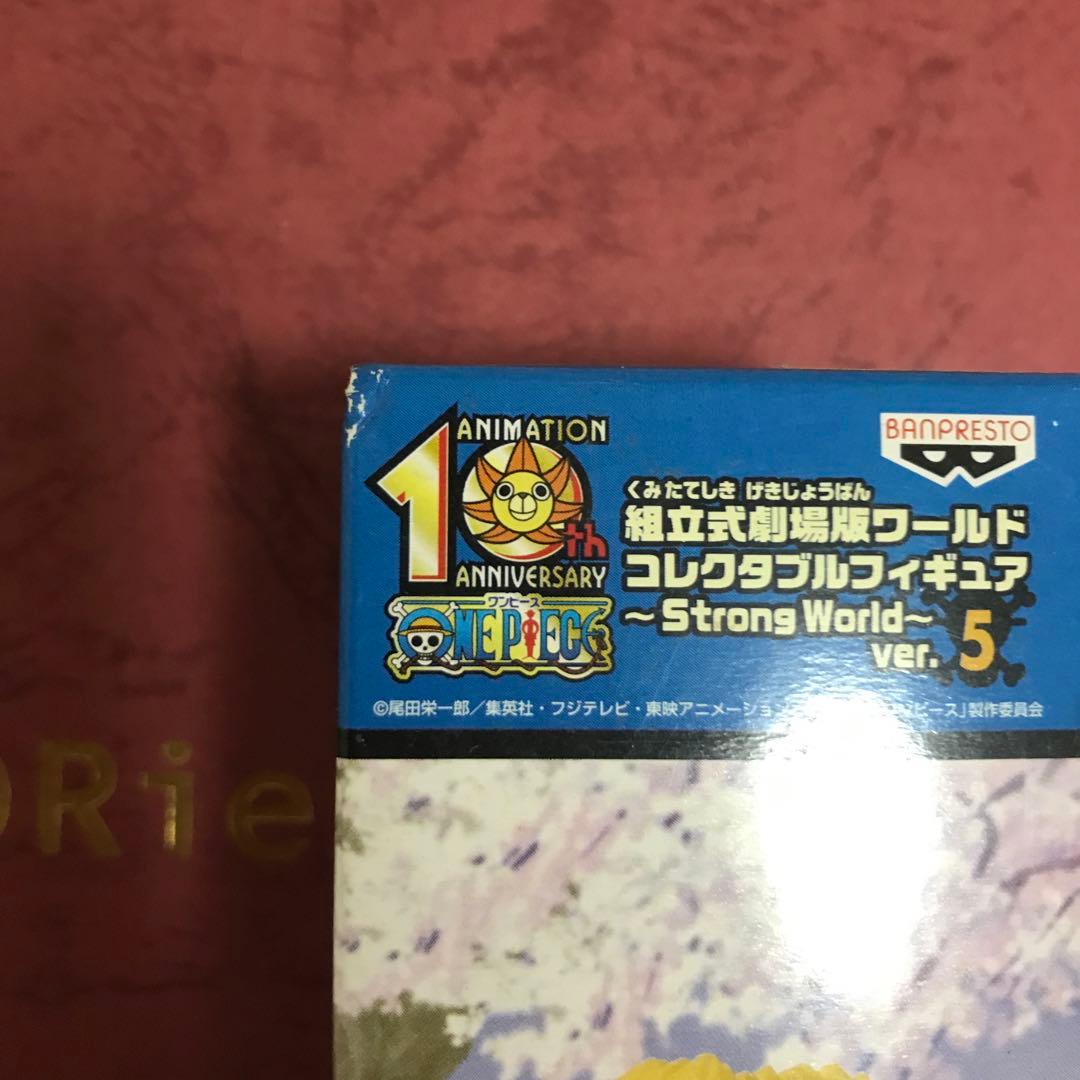 ANIMATION
10th
ANNIVERSARY
ワンピース
ONE PIECE
BANPRESTO
くみたてしき げきじょうばん
組立式劇場版ワールド
コレクタブルフィギュア
~Strong World~
ver. 5
©尾田栄一郎/集英社・フジテレビ・東映アニメーション
ピース」製作委員会
Rie